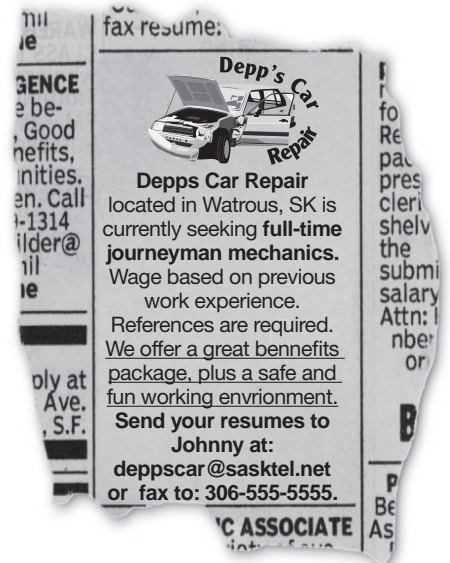 fax resume:
GENCE
e be-
, Good
nefits,
nities.
en. Call
-1314
ilder@
ply at
Ave.
, S.F.
Depp's Car
Repair
Depps Car Repair
located in Watrous, SK is
currently seeking full-time
journeyman mechanics.
Wage based on previous
work experience.
References are required.
We offer a great bennefits
package, plus a safe and
fun working envrionment.
Send your resumes to
Johnny at:
deppscar@sasktel.net
or fax to: 306-555-5555.
C ASSOCIATE
fo
Re
pac
pres
cleri
shelv
the
submi
salary
Attn:
nber
or
B
Be
As